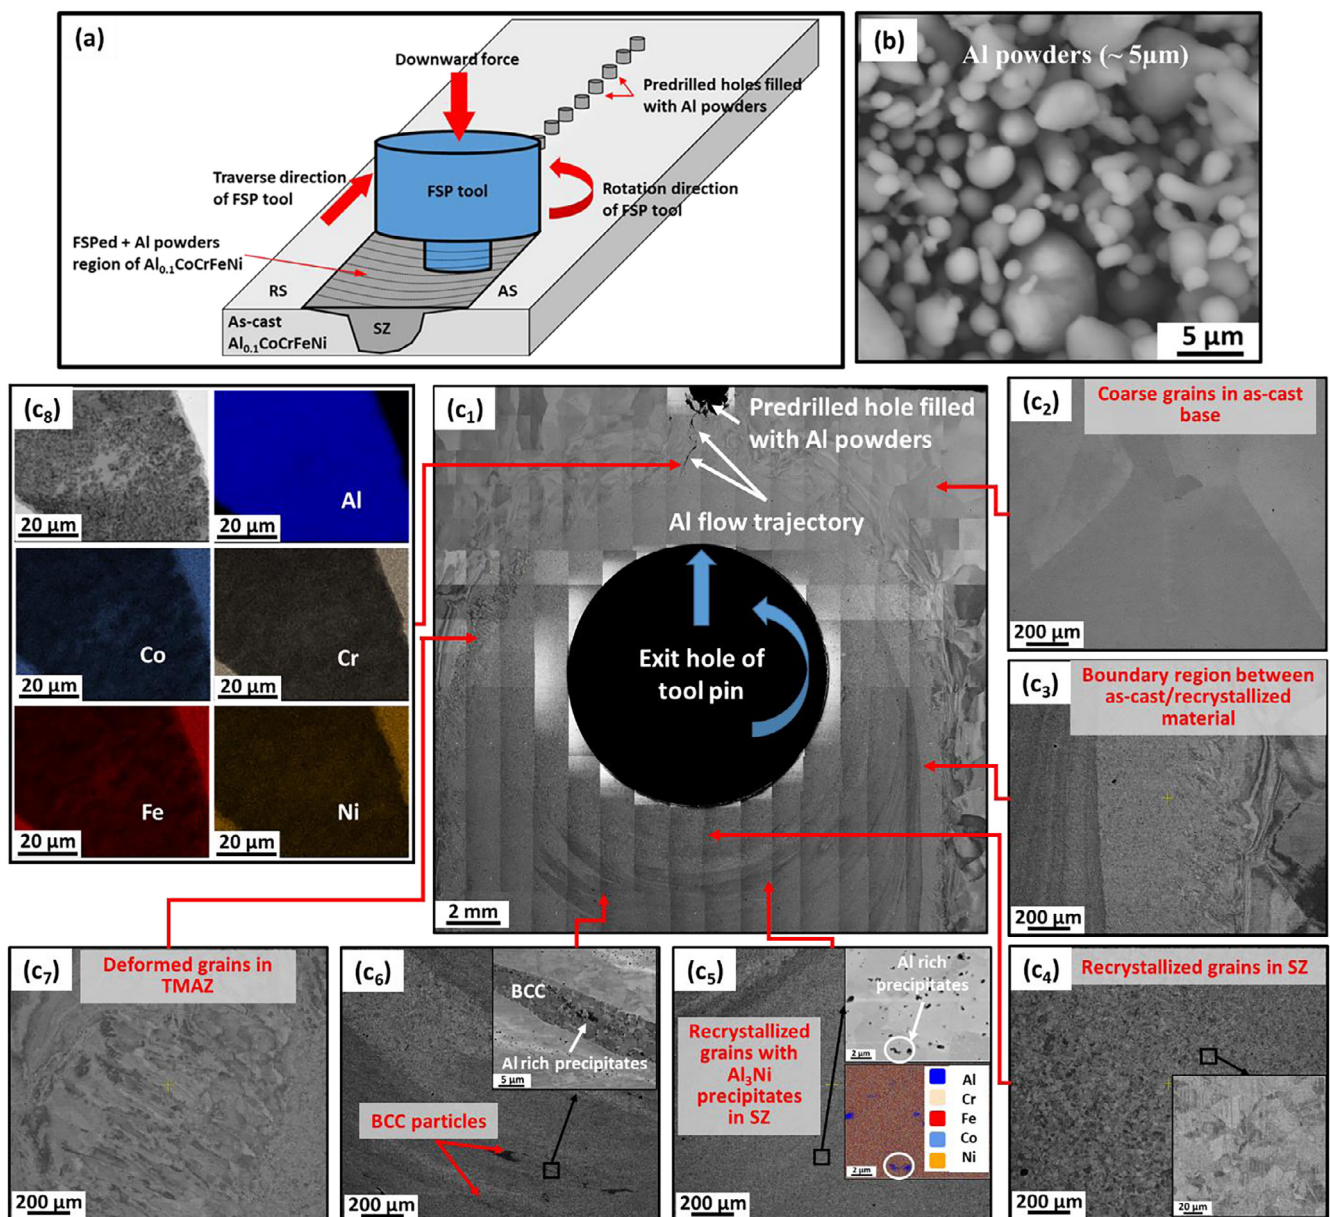 (a)
Downward force
Predrilled holes filled
with Al powders
Traverse direction
of FSP tool
FSP tool
Rotation direction
of FSP tool
FSPed + Al powders
region of Al0.1CoCrFeNi
RS
AS
SZ
As-cast
Al0.1CoCrFeNi
(b)
Al powders (~ 5μm)
5 μm
(c8)
20 μm
Al
20 μm
Co
20 μm
Cr
20 μm
Fe
20 μm
Ni
20 μm
(c1)
Predrilled hole filled
with Al powders
Al flow trajectory
Exit hole of
tool pin
2 mm
(c2)
Coarse grains in as-cast
base
200 μm
(c3)
Boundary region between
as-cast/recrystallized
material
200 μm
(c7)
Deformed grains in
TMAZ
200 μm
(c6)
BCC
Al rich precipitates
5 μm
BCC particles
200 μm
(c5)
Al rich
precipitates
2 μm
Recrystallized
grains with
Al3Ni
precipitates
in SZ
Al
Cr
Fe
Co
Ni
2 μm
200 μm
(c4)
Recrystallized grains in SZ
20 μm
200 μm